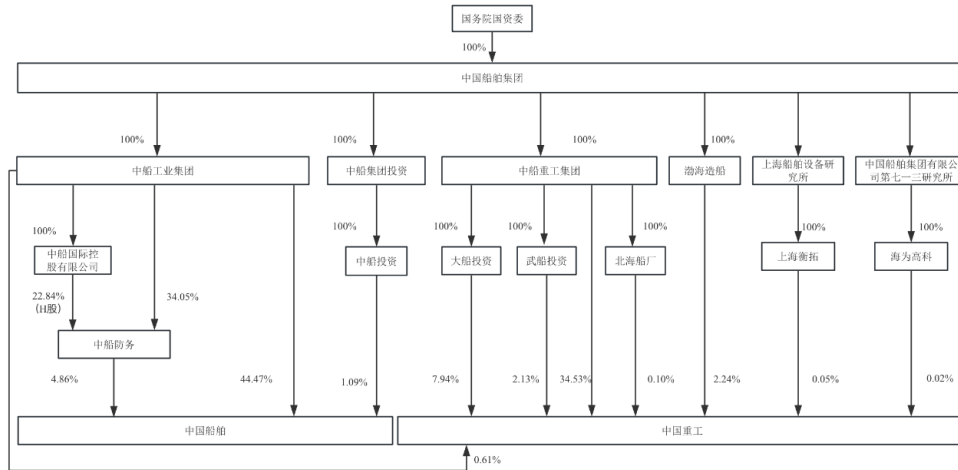 国务院国资委
100%
中国船舶集团
100%
100%
100%
100%
中船工业集团
中船集团投资
中船重工集团
渤海造船
上海船舶设备研
究所
中国船舶集团有限公
司第七一三研究所
100%
100%
100%
100%
100%
100%
100%
中船国际控
股有限公司
中船投资
大船投资
武船投资
北海船厂
上海衡拓
海为高科
22.84%
（H股）
34.05%
中船防务
4.86%
44.47%
1.09%
7.94%
2.13%
34.53%
0.10%
2.24%
0.05%
0.02%
中国船舶
中国重工
0.61%